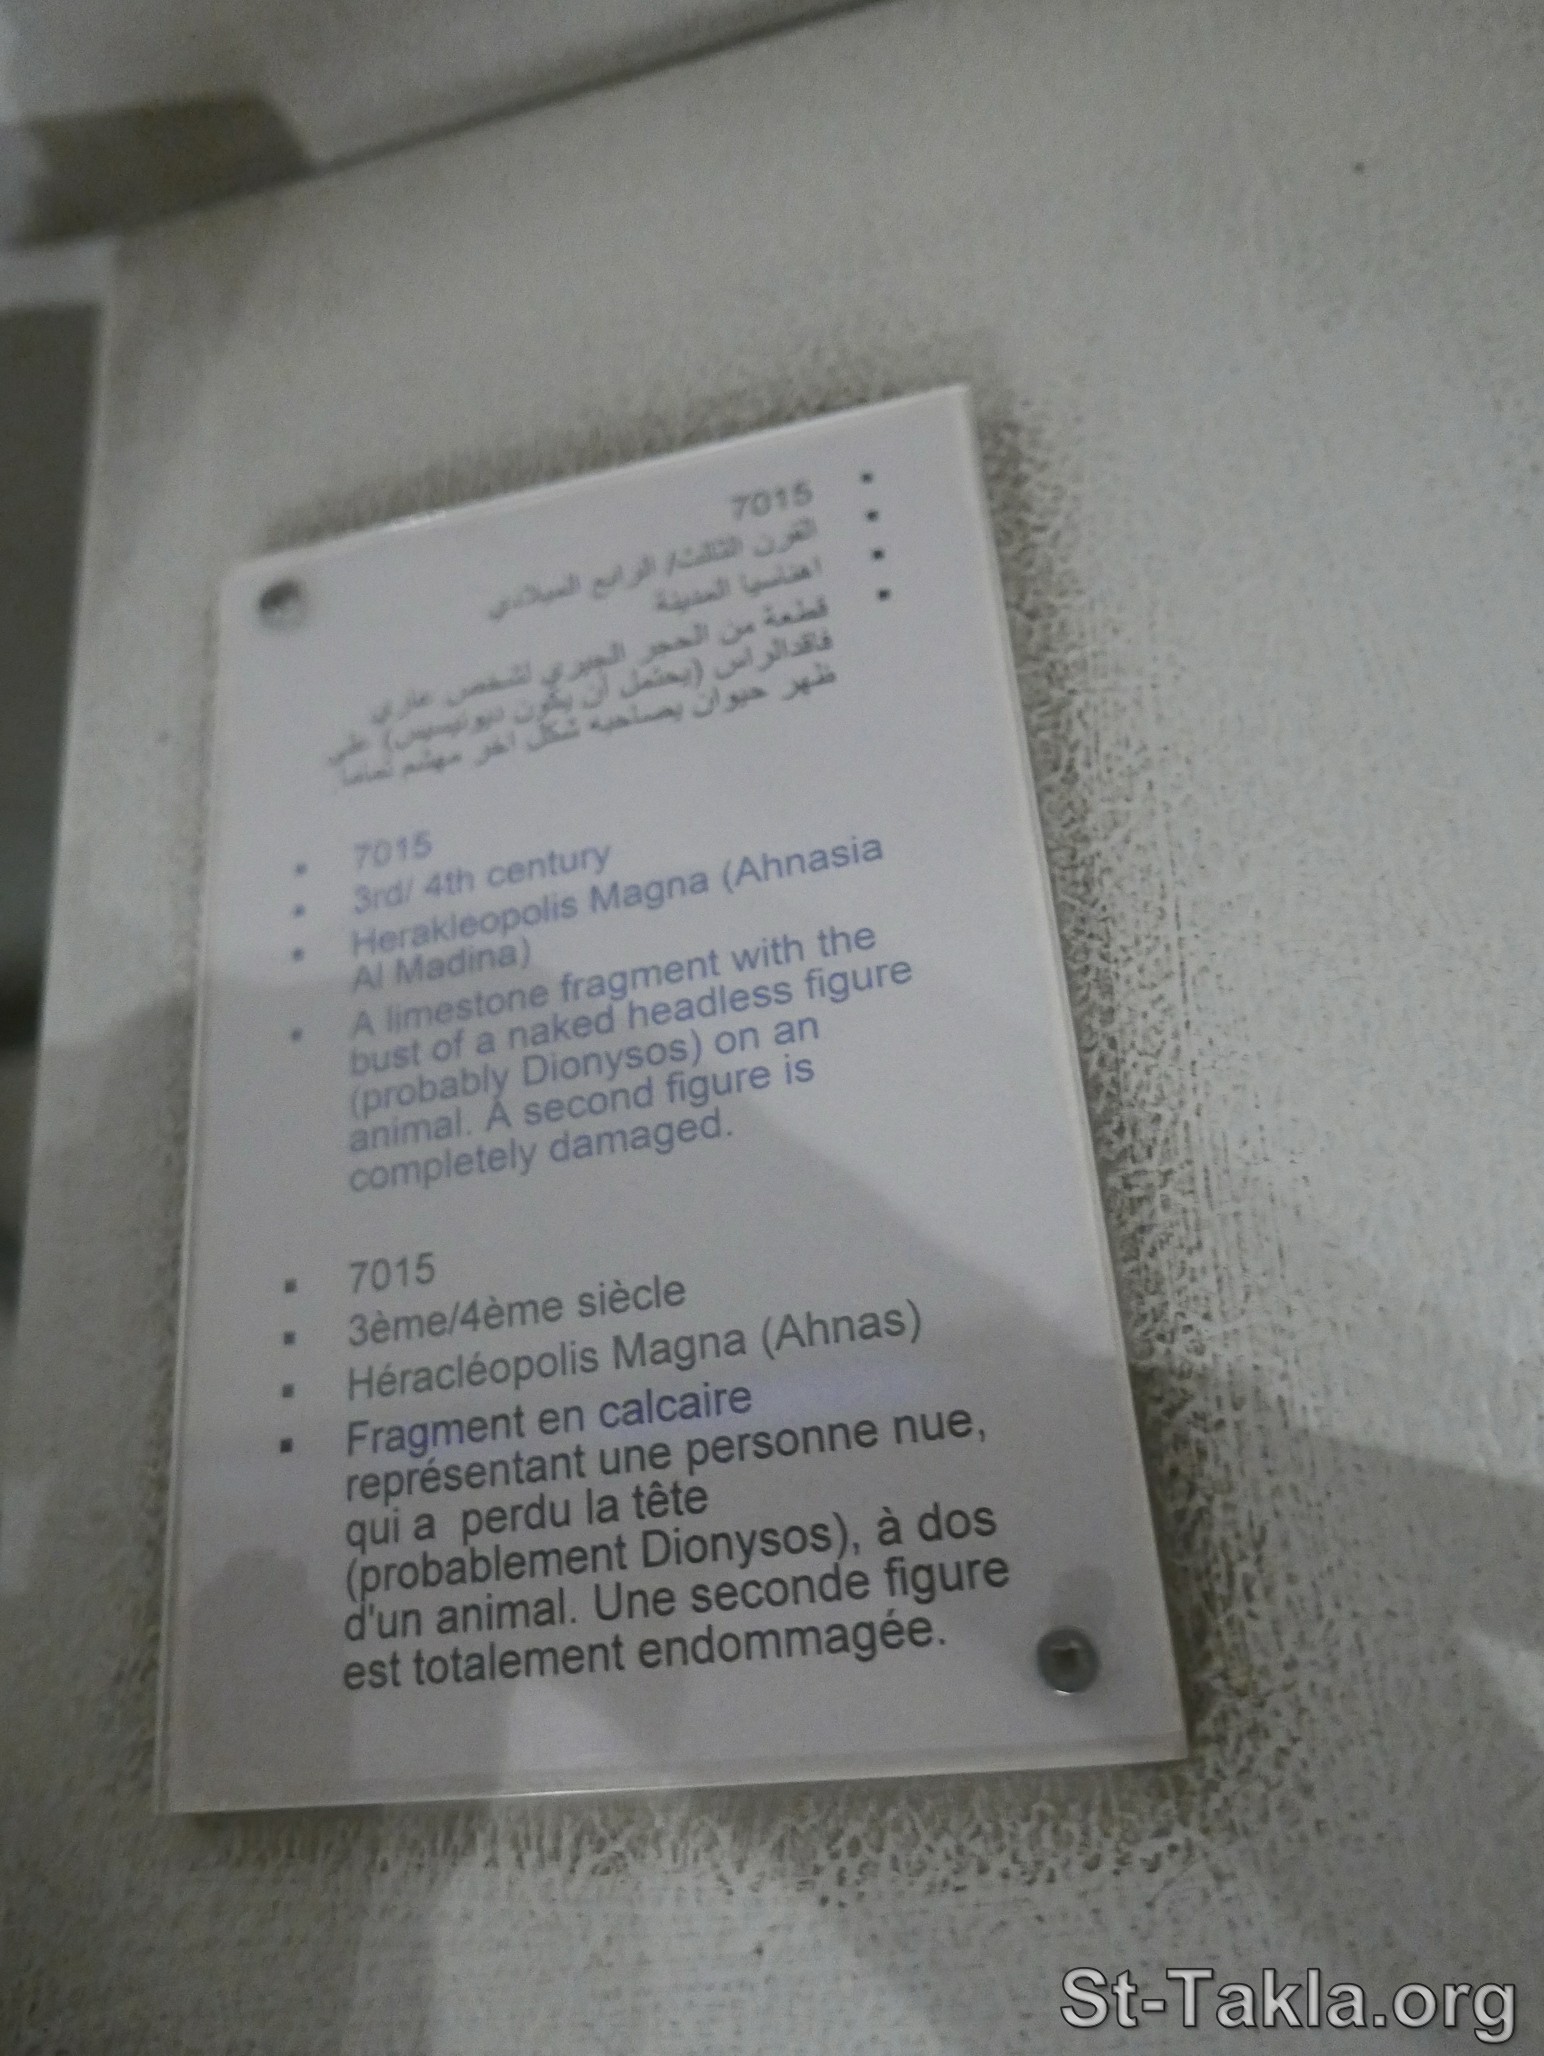 7015
القرن الثالث/ الرابع الميلادي
اهناسيا المدينة
قطعة من الحجر الجيري لشخص عاري
فاقدالراس (يحتمل أن يكون ديونيسيس) على
ظهر حيوان يصاحبه شكل اخر مهشم تماما
7015
3rd/ 4th century
Herakleopolis Magna (Ahnasia
Al Madina)
A limestone fragment with the
bust of a naked headless figure
(probably Dionysos) on an
animal. A second figure is
completely damaged.
7015
3ème/4ème siècle
Héracléopolis Magna (Ahnas)
Fragment en calcaire
représentant une personne nue,
qui a perdu la tête
(probablement Dionysos), à dos
d'un animal. Une seconde figure
est totalement endommagée.
St-Takla.org